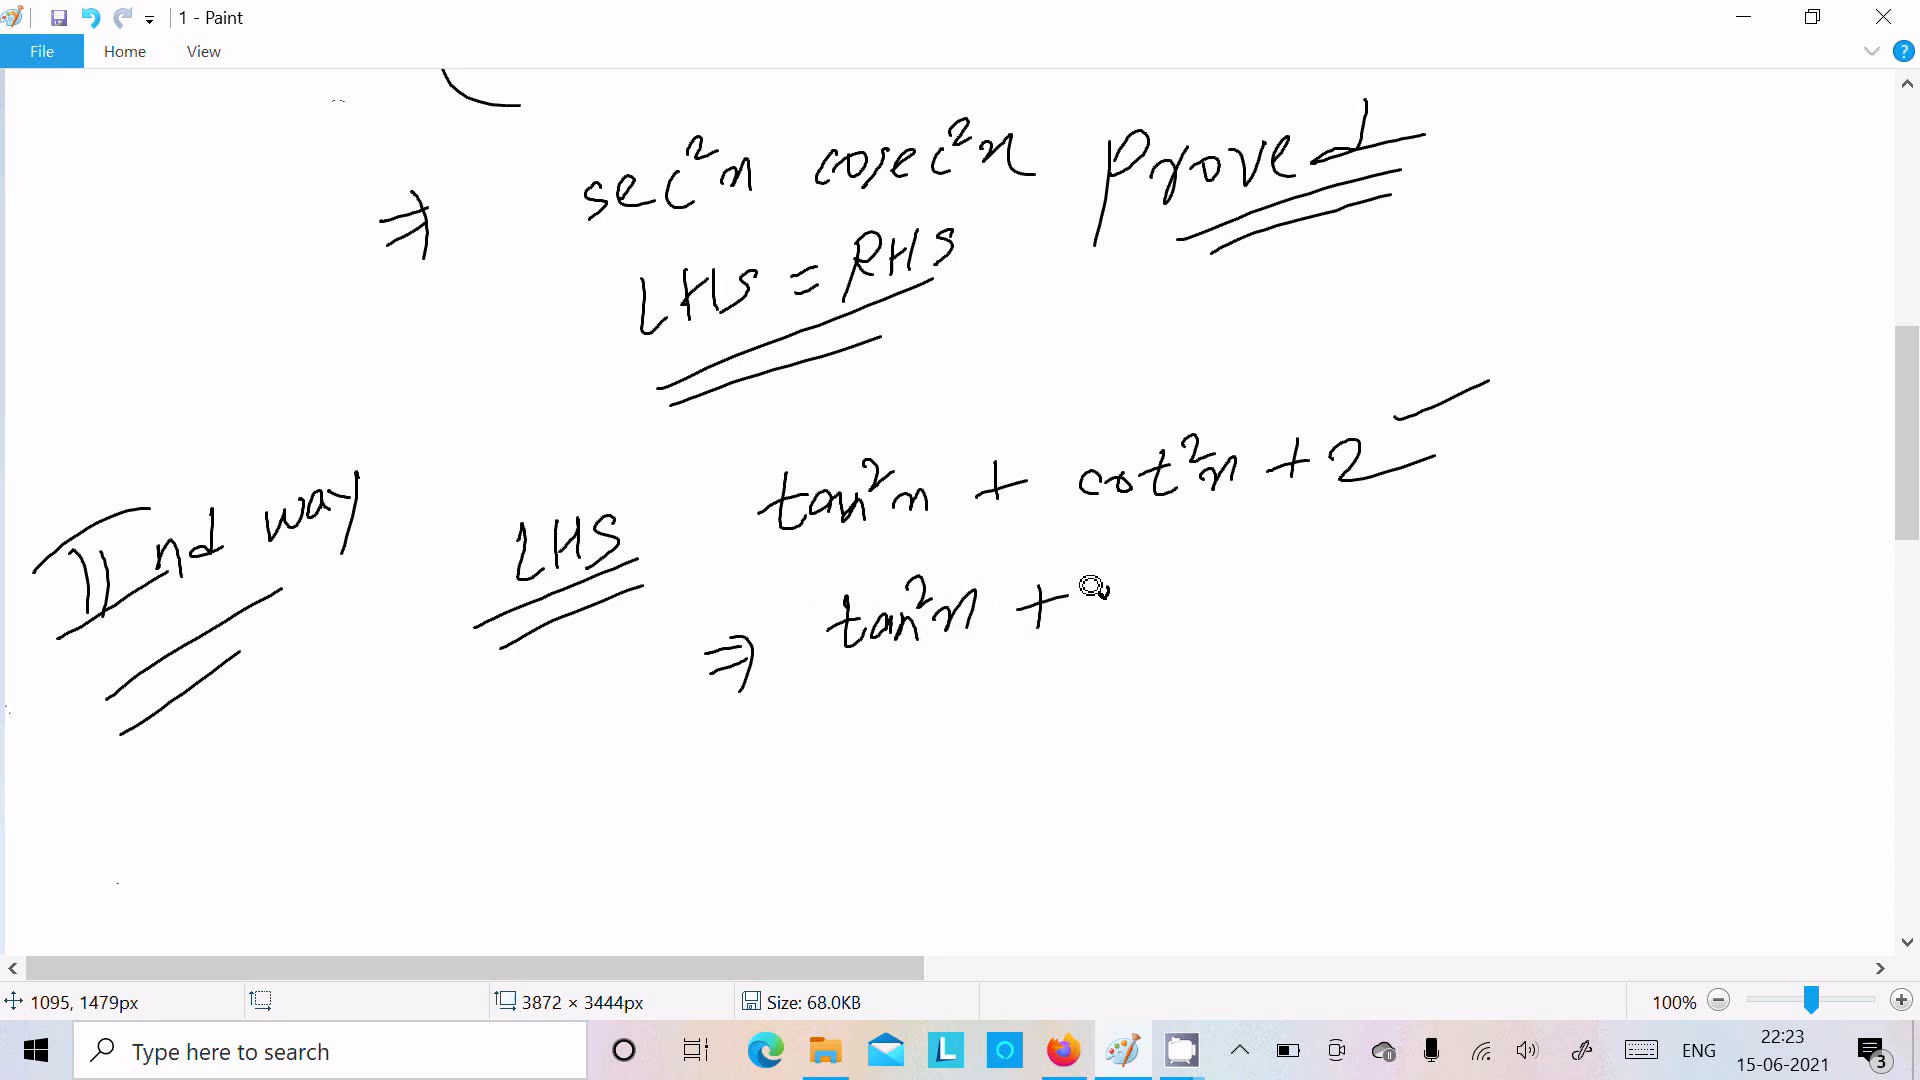 1 - Paint
File Home View
⇒ sec²x cosec²x Proved
LHS = RHS
IInd way LHS tan²x + cot²x + 2
⇒ tan²x +
1095, 1479px 3872 × 3444px Size: 68.0KB 100%
Type here to search
ENG
22:23
15-06-2021
3